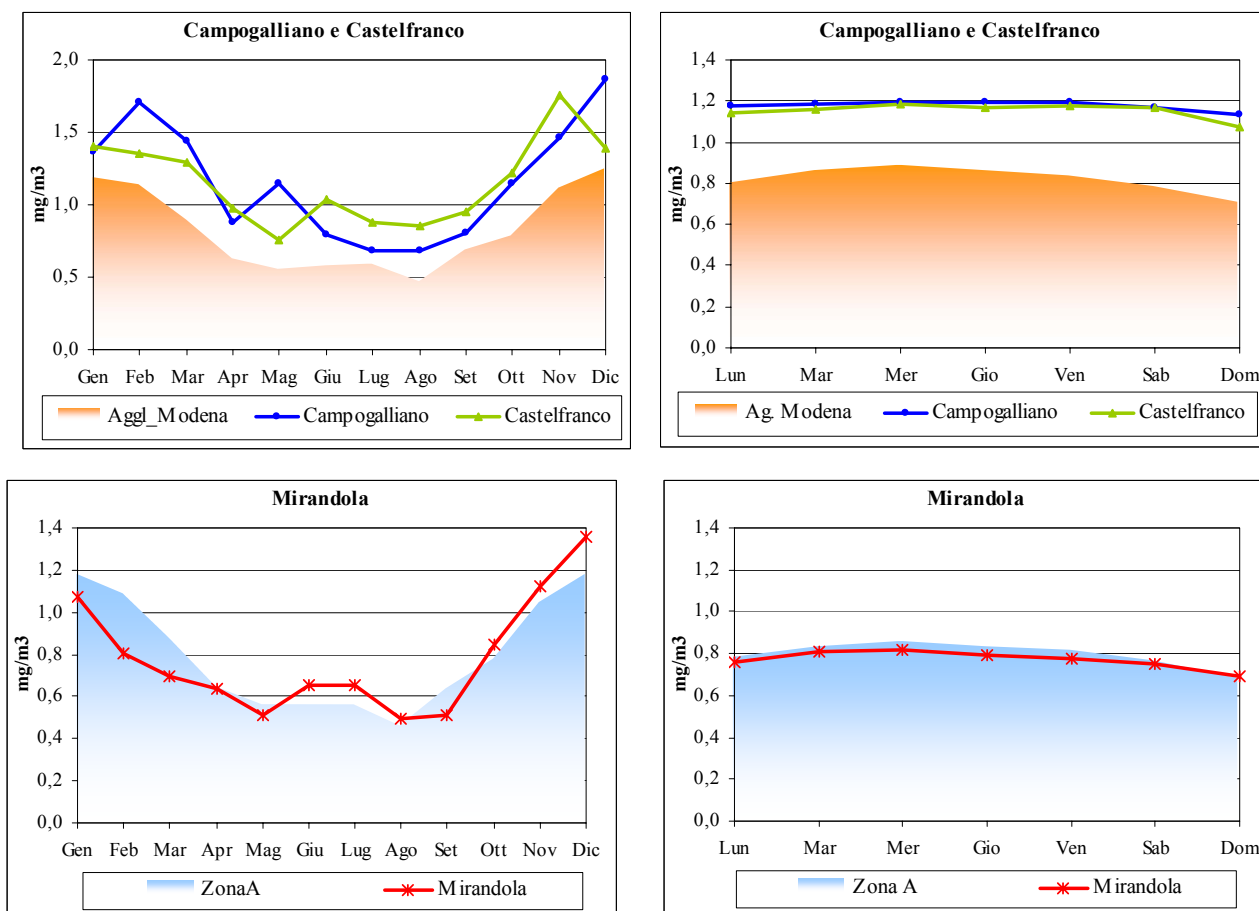 Campogalliano e Castelfranco
2,0
1,5
1,0
0,5
0,0
mg/m3
Gen Feb Mar Apr Mag Giu Lug Ago Set Ott Nov Dic
Aggl_Modena Campogalliano Castelfranco
Campogalliano e Castelfranco
1,4
1,2
1,0
0,8
0,6
0,4
0,2
0,0
mg/m3
Lun Mar Mer Gio Ven Sab Dom
Ag. Modena Campogalliano Castelfranco
Mirandola
1,4
1,2
1,0
0,8
0,6
0,4
0,2
0,0
mg/m3
Gen Feb Mar Apr Mag Giu Lug Ago Set Ott Nov Dic
ZonaA Mirandola
Mirandola
1,4
1,2
1,0
0,8
0,6
0,4
0,2
0,0
mg/m3
Lun Mar Mer Gio Ven Sab Dom
Zona A Mirandola